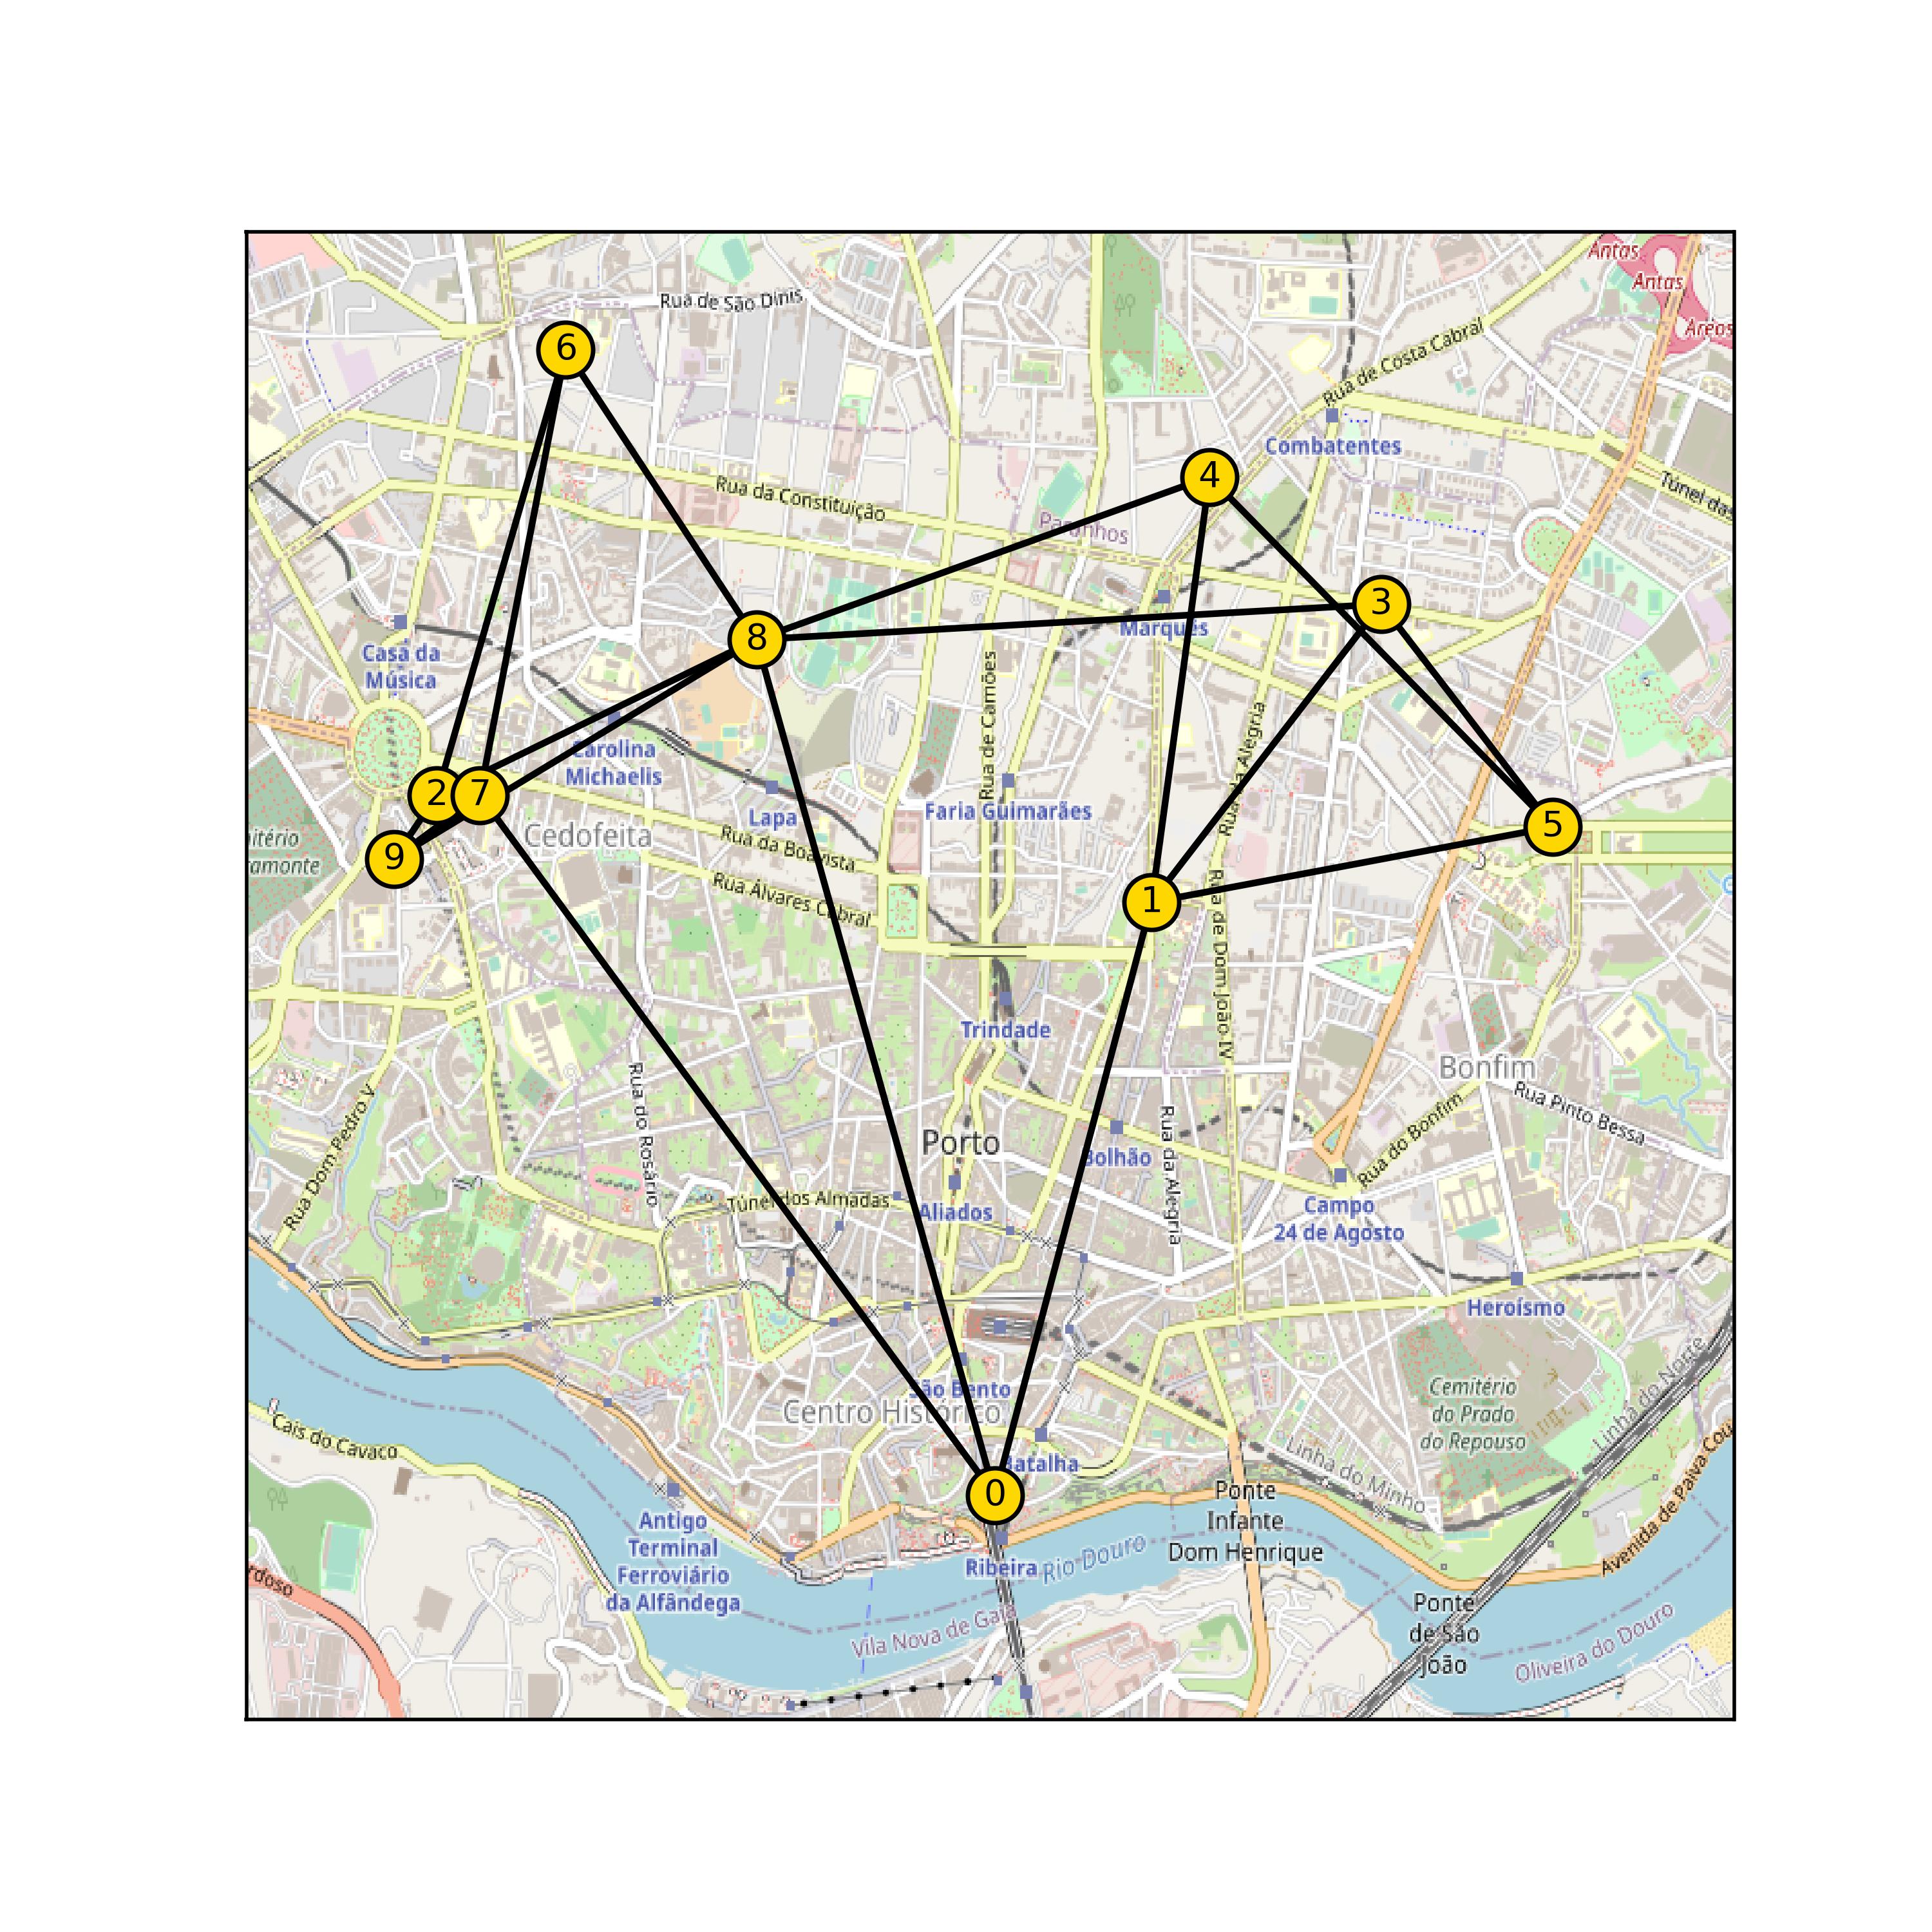 Antas
Antas
Areos
Rua de São Dinis
6
Rua de Costa Cabral
Combatentes
4
Túnel das
Rua da Constituição
Paranhos
3
8
Marquês
Casa da
Música
Rua de Camões
Rua da Alegria
Carolina
Michaelis
2
7
Lapa
Faria Guimarães
5
9
Cedofeita
Rua da Boavista
itério
amonte
Rua Álvares Cabral
1
Rua de Dom João IV
Trindade
Bonfim
Rua Pinto Bessa
Rua do Rosário
Rua Dom Pedro V
Porto
Bolhão
Rua da Alegria
Rua do Bonfim
Túnel dos Almadas
Aliados
Campo
24 de Agosto
Heroísmo
São Bento
Centro Histórico
Cemitério
do Prado
do Repouso
Linha do Norte
Cais do Cavaco
Batalha
Linha do Minho
0
Ponte
Infante
Dom Henrique
Antigo
Terminal
Ferroviário
da Alfândega
Ribeira
Rio Douro
Avenida de Paiva Cou
rdoso
Vila Nova de Gaia
Ponte
de São
João
Oliveira do Douro